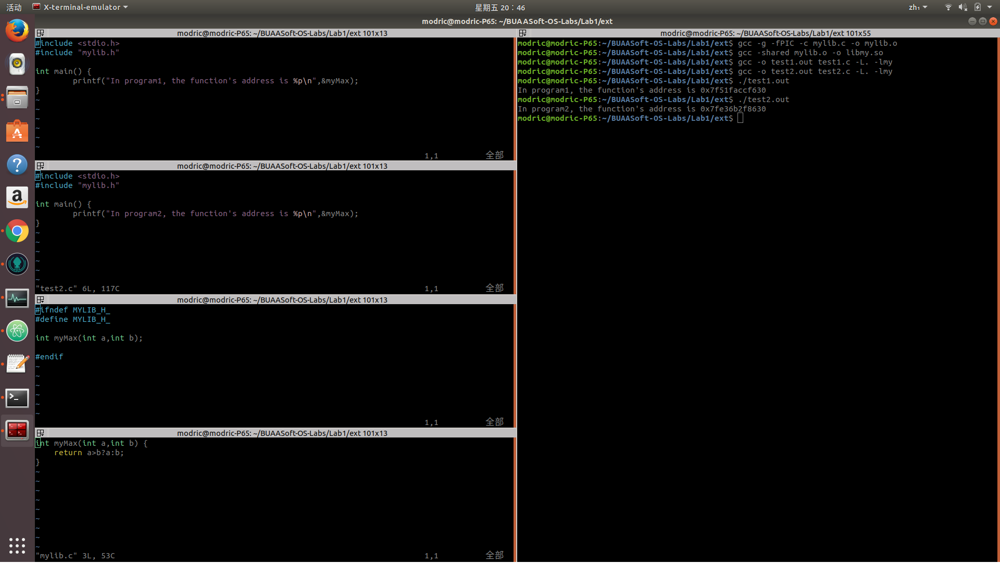 活动
X-terminal-emulator
星期五 20：46
zh₁
modric@modric-P65: ~/BUAASoft-OS-Labs/Lab1/ext
modric@modric-P65: ~/BUAASoft-OS-Labs/Lab1/ext 101x13
#include <stdio.h>
#include "mylib.h"
int main() {
printf("In program1, the function's address is %p\n",&myMax);
}
~
~
~
~
~
~
1,1 全部
modric@modric-P65: ~/BUAASoft-OS-Labs/Lab1/ext 101x13
#include <stdio.h>
#include "mylib.h"
int main() {
printf("In program2, the function's address is %p\n",&myMax);
}
~
~
~
~
~
~
"test2.c" 6L, 117C 1,1 全部
modric@modric-P65: ~/BUAASoft-OS-Labs/Lab1/ext 101x13
#ifndef MYLIB_H_
#define MYLIB_H_
int myMax(int a,int b);
#endif
~
~
~
~
~
~
1,1 全部
modric@modric-P65: ~/BUAASoft-OS-Labs/Lab1/ext 101x13
int myMax(int a,int b) {
return a>b?a:b;
}
~
~
~
~
~
~
~
~
~
"mylib.c" 3L, 53C 1,1 全部
modric@modric-P65: ~/BUAASoft-OS-Labs/Lab1/ext 101x55
modric@modric-P65:~/BUAASoft-OS-Labs/Lab1/ext$ gcc -g -fPIC -c mylib.c -o mylib.o
modric@modric-P65:~/BUAASoft-OS-Labs/Lab1/ext$ gcc -shared mylib.o -o libmy.so
modric@modric-P65:~/BUAASoft-OS-Labs/Lab1/ext$ gcc -o test1.out test1.c -L. -lmy
modric@modric-P65:~/BUAASoft-OS-Labs/Lab1/ext$ gcc -o test2.out test2.c -L. -lmy
modric@modric-P65:~/BUAASoft-OS-Labs/Lab1/ext$ ./test1.out
In program1, the function's address is 0x7f51faccf630
modric@modric-P65:~/BUAASoft-OS-Labs/Lab1/ext$ ./test2.out
In program2, the function's address is 0x7fe36b2f8630
modric@modric-P65:~/BUAASoft-OS-Labs/Lab1/ext$